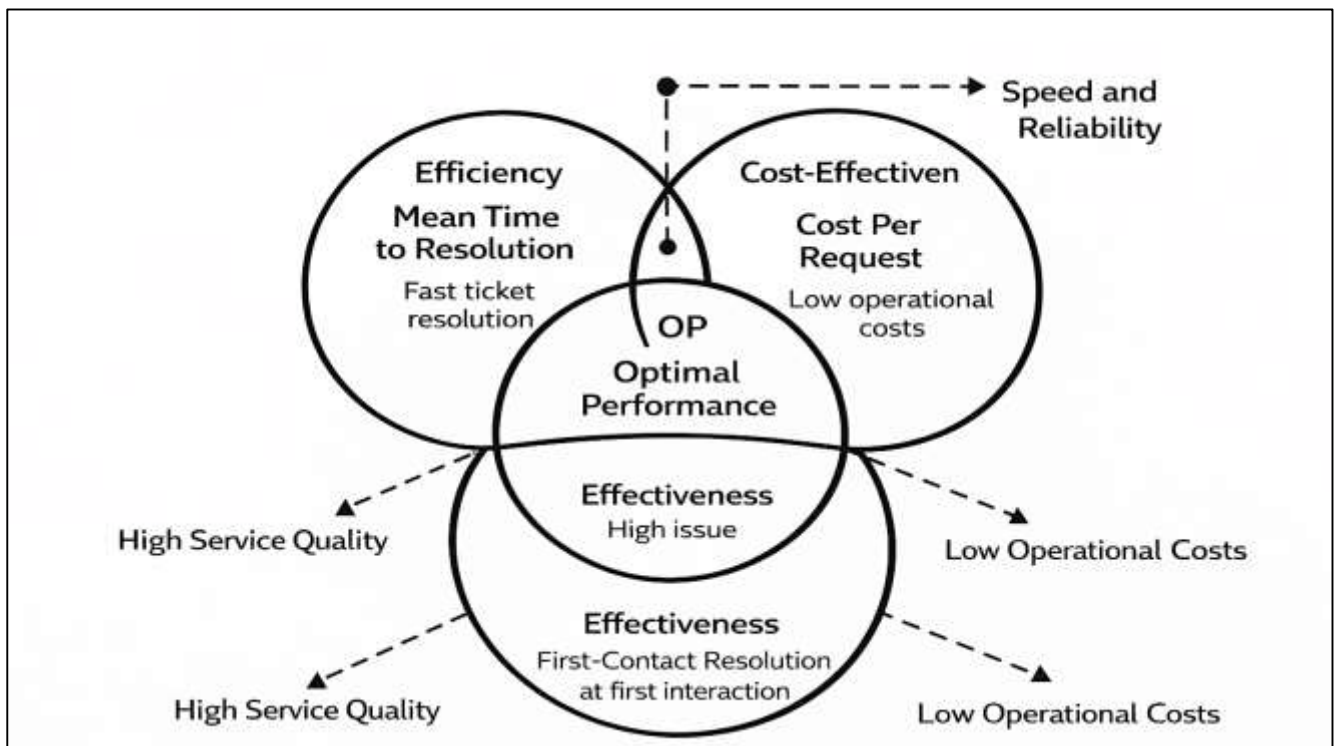 Speed and
Reliability
Efficiency
Mean Time
to Resolution
Fast ticket
resolution
Cost-Effectiven
Cost Per
Request
Low operational
costs
OP
Optimal
Performance
Effectiveness
High issue
High Service Quality
Low Operational Costs
Effectiveness
First-Contact Resolution
at first interaction
High Service Quality
Low Operational Costs